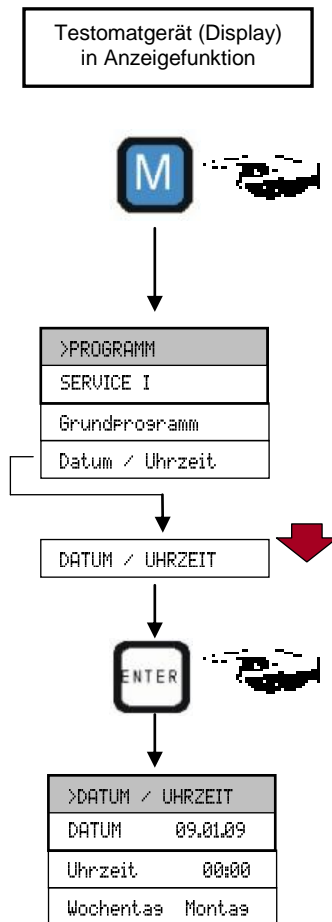 Testomatgerät (Display)
in Anzeigefunktion
M
>PROGRAMM
SERVICE I
Grundprogramm
Datum / Uhrzeit
DATUM / UHRZEIT
ENTER
>DATUM / UHRZEIT
DATUM 09.01.09
Uhrzeit 00:00
Wochentag Montag